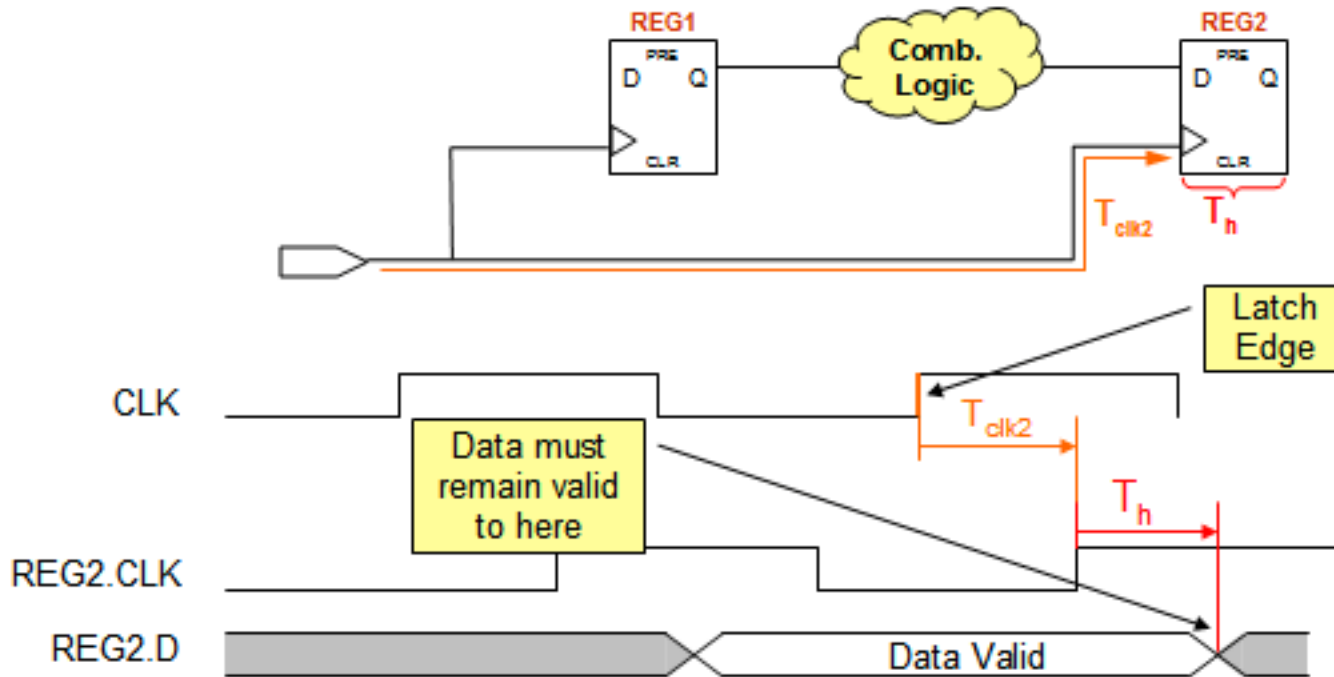 REG1
REG2
PRE
D Q
CLR
Comb.
Logic
PRE
D Q
CLR
Tclk2
Th
Latch
Edge
CLK
Tclk2
Data must
remain valid
to here
Th
REG2.CLK
REG2.D
Data Valid